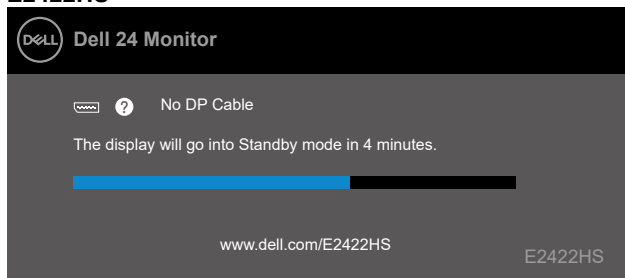 E2422HS
DELL Dell 24 Monitor
? No DP Cable
The display will go into Standby mode in 4 minutes.
www.dell.com/E2422HS
E2422HS